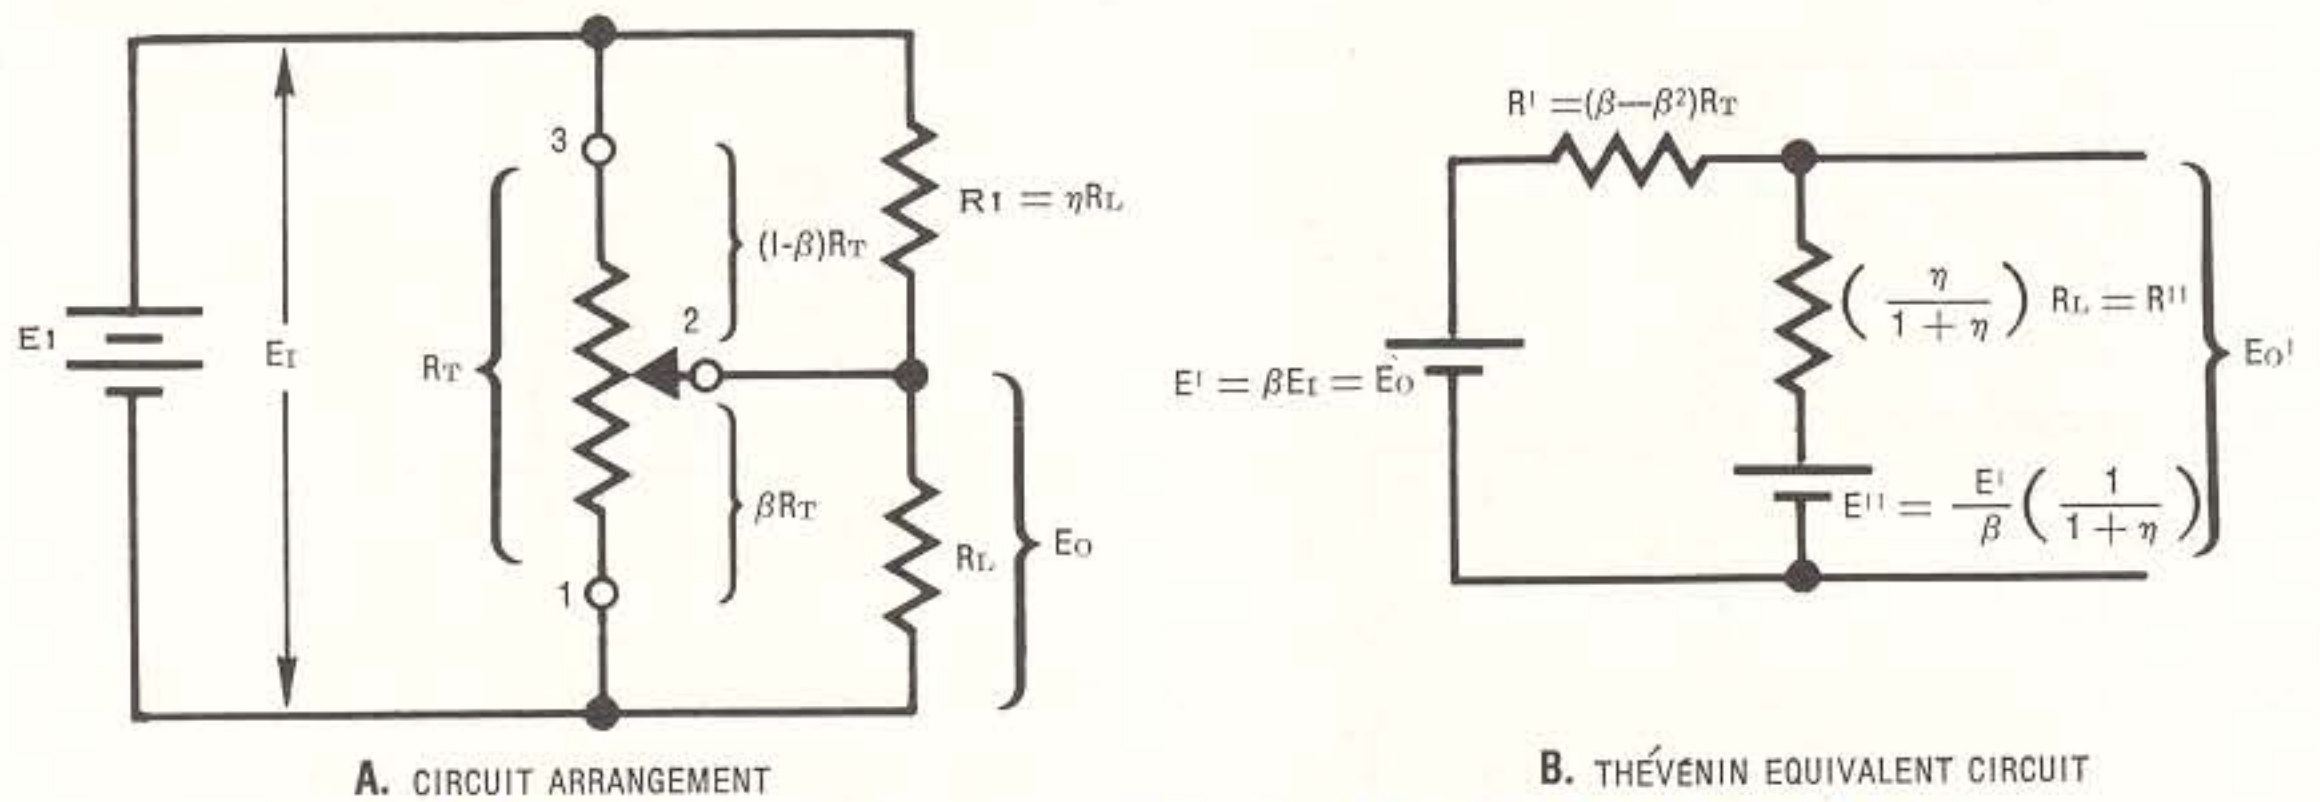 E1
EI
3
RT
2
1
(1-β)RT
βRT
R1 = ηRL
RL
EO
A. CIRCUIT ARRANGEMENT
R' =(β—β²)RT
E' = βEI = EO
( η / 1 + η ) RL = R''
E'' = E' / β ( 1 / 1 + η )
EO'
B. THÉVENIN EQUIVALENT CIRCUIT